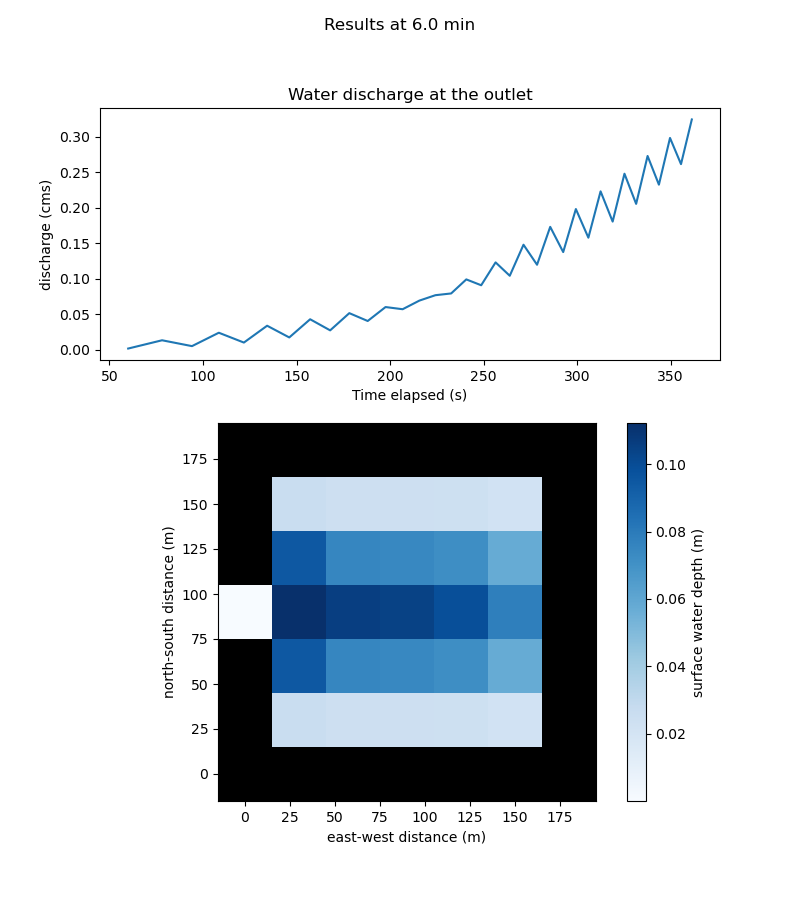 Results at 6.0 min
Water discharge at the outlet
discharge (cms)
0.30
0.25
0.20
0.15
0.10
0.05
0.00
50 100 150 200 250 300 350
Time elapsed (s)
north-south distance (m)
175
150
125
100
75
50
25
0
0 25 50 75 100 125 150 175
east-west distance (m)
0.10
0.08
0.06
0.04
0.02
surface water depth (m)